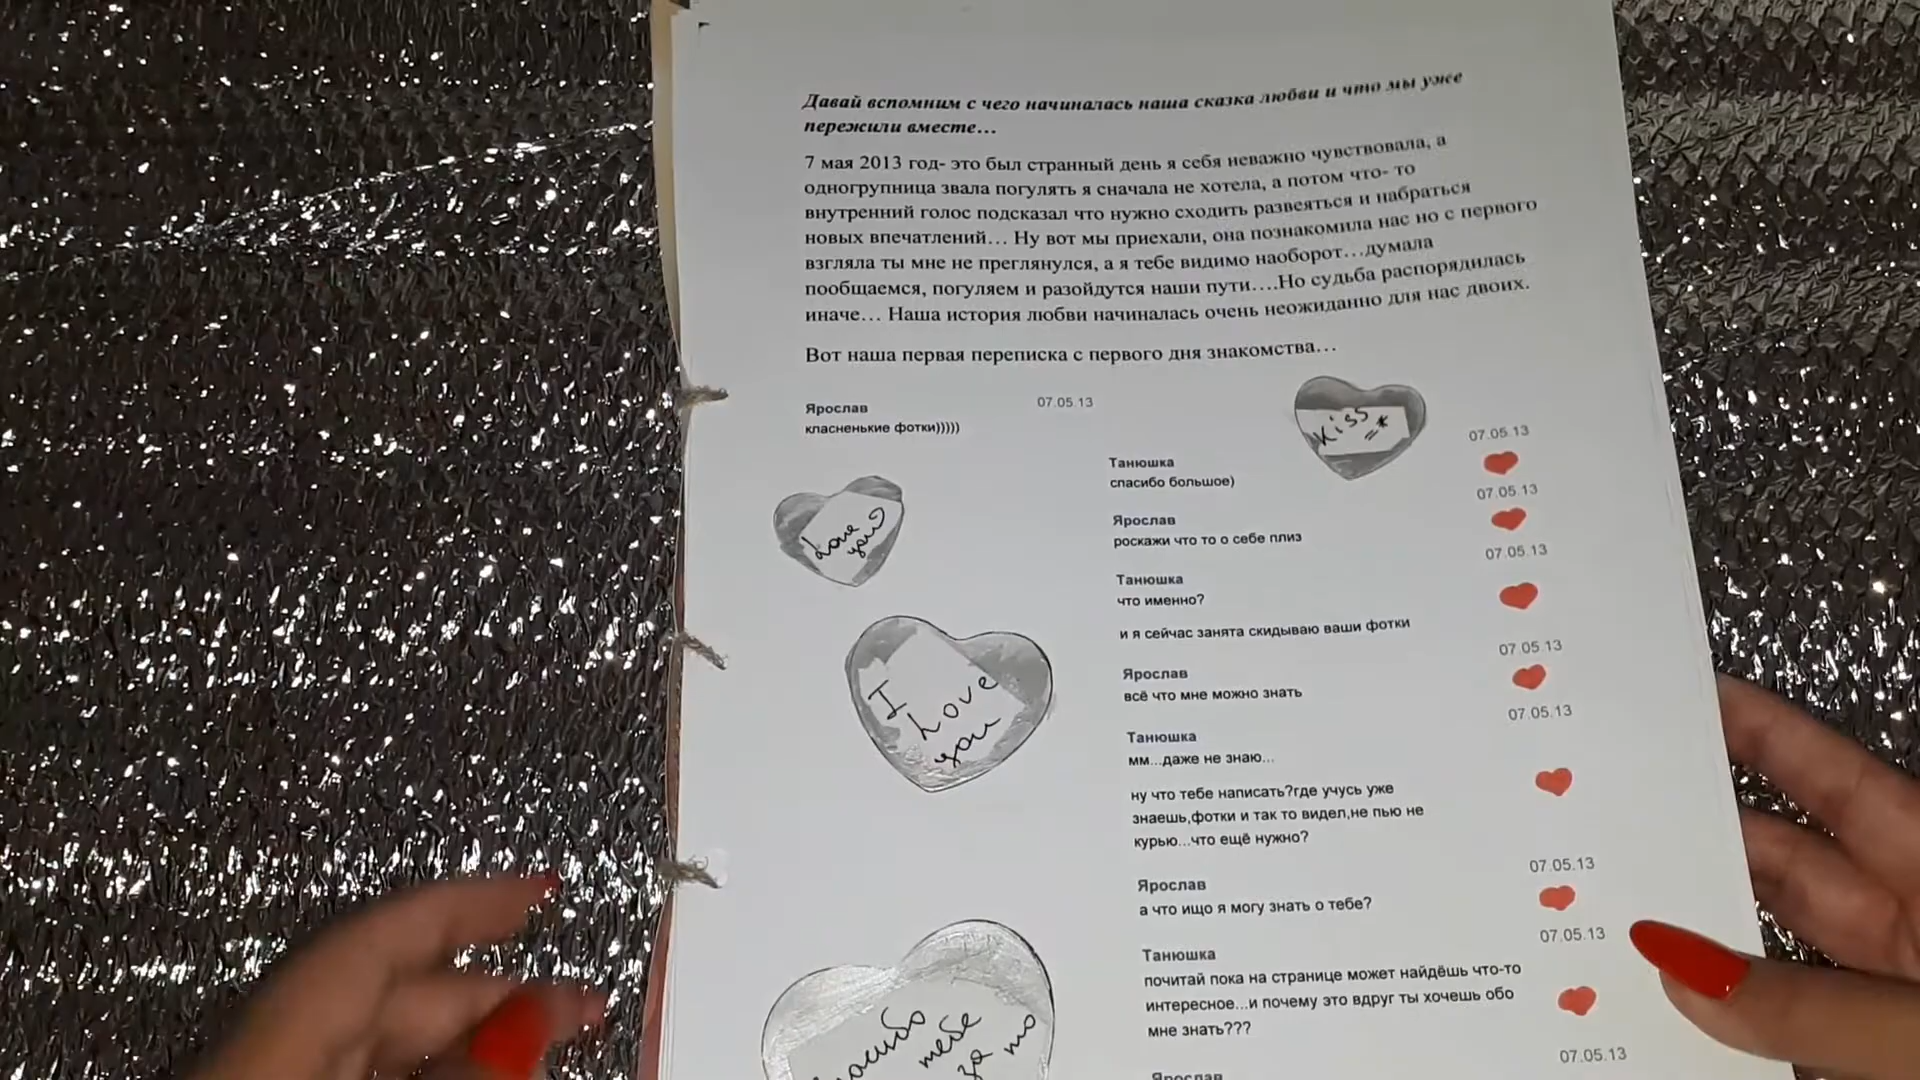 Давай вспомним с чего начиналась наша сказка любви и что мы уже
пережили вместе…
7 мая 2013 год- это был странный день я себя неважно чувствовала, а
одногрупница звала погулять я сначала не хотела, а потом что- то
внутренний голос подсказал что нужно сходить развеяться и набраться
новых впечатлений… Ну вот мы приехали, она познакомила нас но с первого
взгляла ты мне не преглянулся, а я тебе видимо наоборот…думала
пообщаемся, погуляем и разойдутся наши пути….Но судьба распорядилась
иначе… Наша история любви начиналась очень неожиданно для нас двоих.
Вот наша первая переписка с первого дня знакомства…
Ярослав 07.05.13
класненькие фотки)))))
Kiss =*
07.05.13
Танюшка
спасибо большое)
Love
you
07.05.13
Ярослав
роскажи что то о себе плиз
07.05.13
Танюшка
что именно?
и я сейчас занята скидываю ваши фотки
I
Love
you
07.05.13
Ярослав
всё что мне можно знать
07.05.13
Танюшка
мм...даже не знаю...
ну что тебе написать?где учусь уже
знаешь,фотки и так то видел,не пью не
курью...что ещё нужно?
07.05.13
Ярослав
а что ищо я могу знать о тебе?
07.05.13
Танюшка
почитай пока на странице может найдёшь что-то
интересное...и почему это вдруг ты хочешь обо
мне знать???
спасибо
тебе
за то
07.05.13
Ярослав